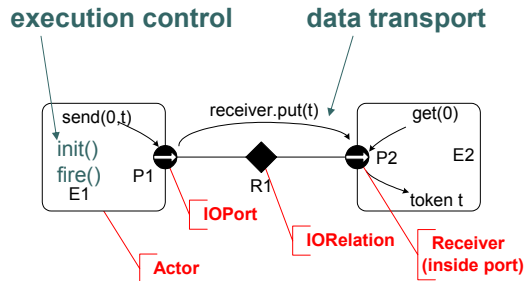 execution control
data transport
send(0,t)
receiver.put(t)
get(0)
init()
fire()
E1
P1
R1
P2
E2
token t
IOPort
IORelation
Receiver
(inside port)
Actor